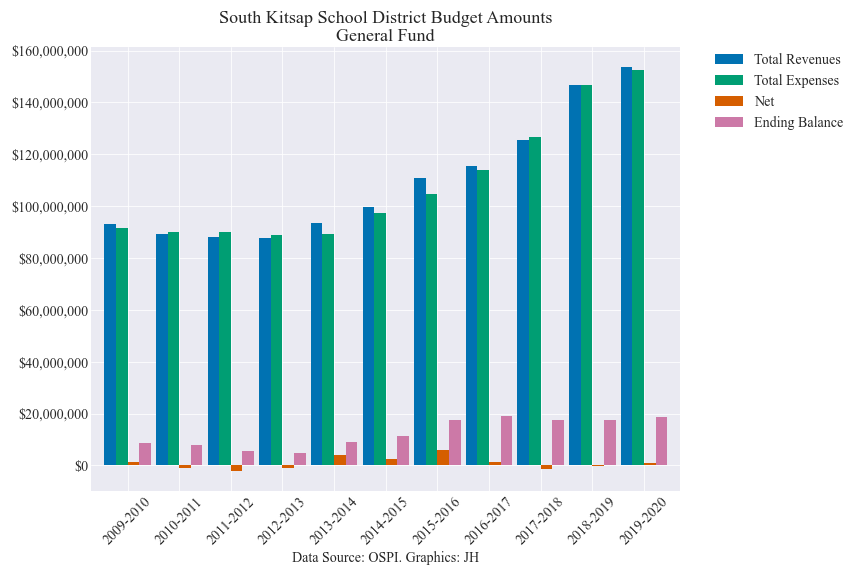 South Kitsap School District Budget Amounts
General Fund
$160,000,000
$140,000,000
$120,000,000
$100,000,000
$80,000,000
$60,000,000
$40,000,000
$20,000,000
$0
2009-2010
2010-2011
2011-2012
2012-2013
2013-2014
2014-2015
2015-2016
2016-2017
2017-2018
2018-2019
2019-2020
Data Source: OSPI. Graphics: JH
Total Revenues
Total Expenses
Net
Ending Balance